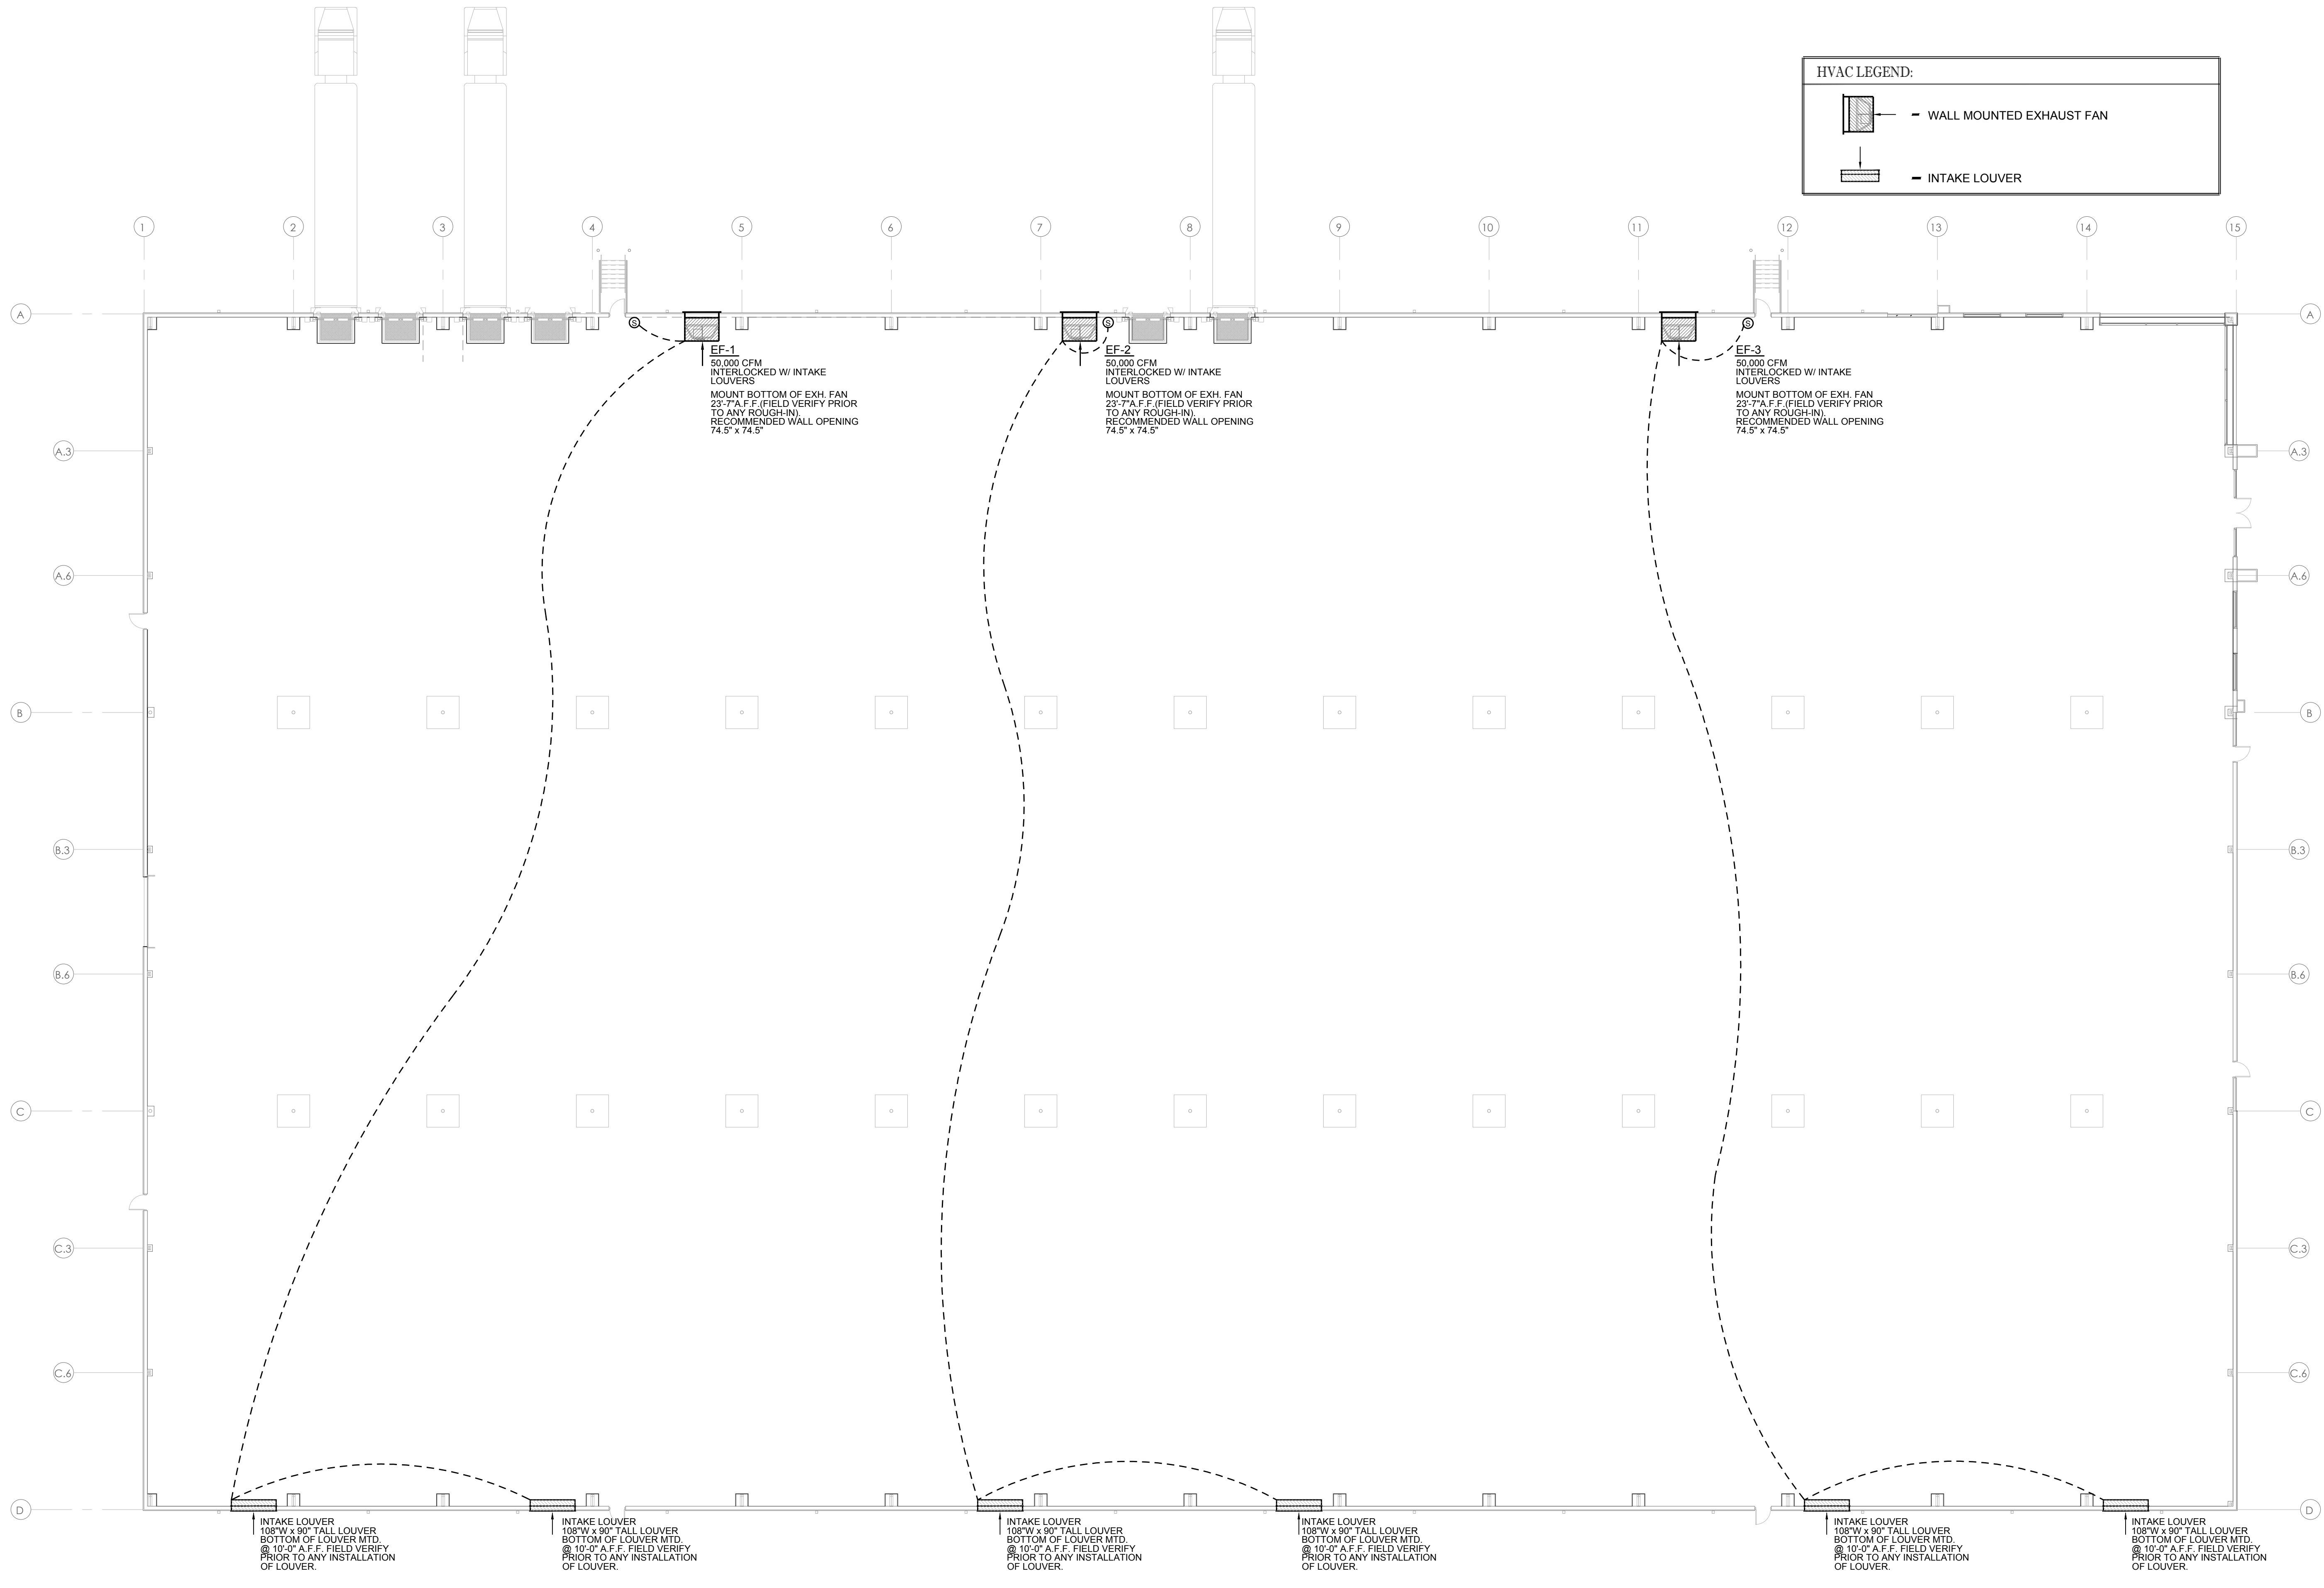 HVAC LEGEND:
- WALL MOUNTED EXHAUST FAN
- INTAKE LOUVER
1
2
3
4
5
6
7
8
9
10
11
12
13
14
15
A
A
S
S
S
EF-1
50,000 CFM
INTERLOCKED W/ INTAKE
LOUVERS
MOUNT BOTTOM OF EXH. FAN
23'-7"A.F.F.(FIELD VERIFY PRIOR
TO ANY ROUGH-IN).
RECOMMENDED WALL OPENING
74.5" x 74.5"
EF-2
50,000 CFM
INTERLOCKED W/ INTAKE
LOUVERS
MOUNT BOTTOM OF EXH. FAN
23'-7"A.F.F.(FIELD VERIFY PRIOR
TO ANY ROUGH-IN).
RECOMMENDED WALL OPENING
74.5" x 74.5"
EF-3
50,000 CFM
INTERLOCKED W/ INTAKE
LOUVERS
MOUNT BOTTOM OF EXH. FAN
23'-7"A.F.F.(FIELD VERIFY PRIOR
TO ANY ROUGH-IN).
RECOMMENDED WALL OPENING
74.5" x 74.5"
A.3
A.3
A.6
A.6
B
B
B.3
B.3
B.6
B.6
C
C
C.3
C.3
C.6
C.6
D
D
INTAKE LOUVER
108"W x 90" TALL LOUVER
BOTTOM OF LOUVER MTD.
@ 10'-0" A.F.F. FIELD VERIFY
PRIOR TO ANY INSTALLATION
OF LOUVER.
INTAKE LOUVER
108"W x 90" TALL LOUVER
BOTTOM OF LOUVER MTD.
@ 10'-0" A.F.F. FIELD VERIFY
PRIOR TO ANY INSTALLATION
OF LOUVER.
INTAKE LOUVER
108"W x 90" TALL LOUVER
BOTTOM OF LOUVER MTD.
@ 10'-0" A.F.F. FIELD VERIFY
PRIOR TO ANY INSTALLATION
OF LOUVER.
INTAKE LOUVER
108"W x 90" TALL LOUVER
BOTTOM OF LOUVER MTD.
@ 10'-0" A.F.F. FIELD VERIFY
PRIOR TO ANY INSTALLATION
OF LOUVER.
INTAKE LOUVER
108"W x 90" TALL LOUVER
BOTTOM OF LOUVER MTD.
@ 10'-0" A.F.F. FIELD VERIFY
PRIOR TO ANY INSTALLATION
OF LOUVER.
INTAKE LOUVER
108"W x 90" TALL LOUVER
BOTTOM OF LOUVER MTD.
@ 10'-0" A.F.F. FIELD VERIFY
PRIOR TO ANY INSTALLATION
OF LOUVER.